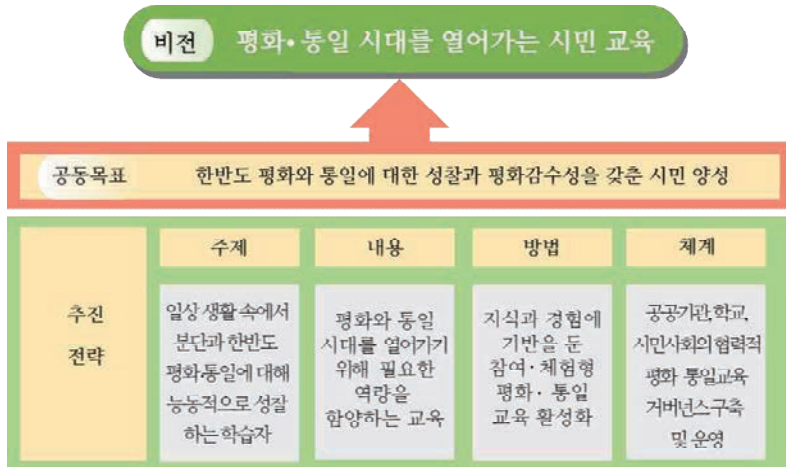 비전 평화•통일 시대를 열어가는 시민 교육
공동목표 한반도 평화와 통일에 대한 성찰과 평화감수성을 갖춘 시민 양성
추진
전략
주제
일상 생활 속에서
분단과 한반도
평화통일에 대해
능동적으로 성찰
하는 학습자
내용
평화와 통일
시대를 열어가기
위해 필요한
역량을
함양하는 교육
방법
지식과 경험에
기반을 둔
참여·체험형
평화·통일
교육 활성화
체계
공공기관, 학교,
시민사회의 협력적
평화 통일교육
거버넌스 구축
및 운영